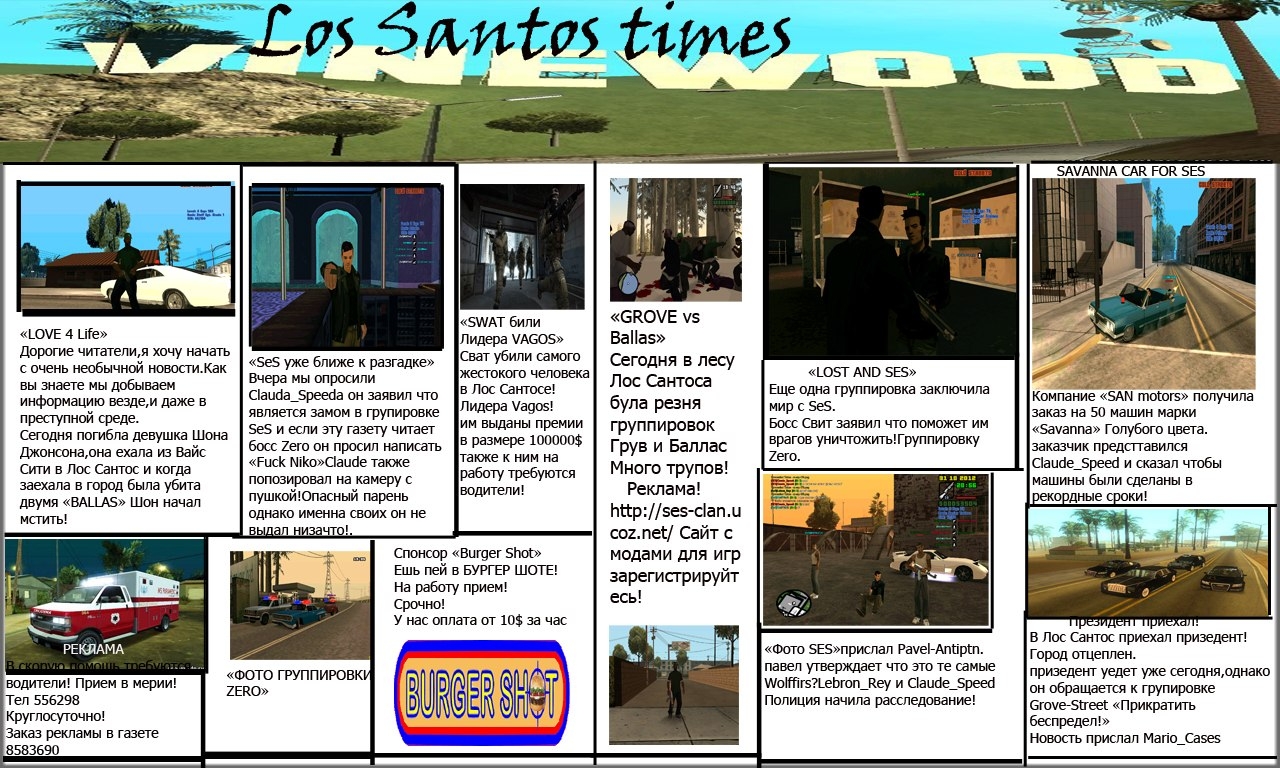 Los Santos times
VINEWOOD
«LOVE 4 Life»
Дорогие читатели,я хочу начать
с очень необычной новости.Как
вы знаете мы добываем
информацию везде,и даже в
преступной среде.
Сегодня погибла девушка Шона
Джонсона,она ехала из Вайс
Сити в Лос Сантос и когда
заехала в город была убита
двумя «BALLAS» Шон начал
мстить!
«SeS уже ближе к разгадке»
Вчера мы опросили
Clauda_Speeda он заявил что
является замом в групировке
SeS и если эту газету читает
босс Zero он просил написать
«Fuck Niko»Claude также
попозировал на камеру с
пушкой!Опасный парень
однако именна своих он не
выдал низачто!.
«SWAT били
Лидера VAGOS»
Сват убили самого
жестокого человека
в Лос Сантосе!
Лидера Vagos!
им выданы премии
в размере 100000$
также к ним на
работу требуются
водители!
«GROVE vs
Ballas»
Сегодня в лесу
Лос Сантоса
була резня
группировок
Грув и Баллас
Много трупов!
Реклама!
http://ses-clan.u
coz.net/ Сайт с
модами для игр
зарегистрируйт
есь!
«LOST AND SES»
Еще одна группировка заключила
мир с SeS.
Босс Свит заявил что поможет им
врагов уничтожить!Группировку
Zero.
SAVANNA CAR FOR SES
Компание «SAN motors» получила
заказ на 50 машин марки
«Savanna» Голубого цвета.
заказчик предсттавился
Claude_Speed и сказал чтобы
машины были сделаны в
рекордные сроки!
РЕКЛАМА
В скорую помощь требуются
водители! Прием в мерии!
Тел 556298
Круглосуточно!
Заказ рекламы в газете
8583690
«ФОТО ГРУППИРОВКИ
ZERO»
Спонсор «Burger Shot»
Ешь пей в БУРГЕР ШОТЕ!
На работу прием!
Срочно!
У нас оплата от 10$ за час
BURGER SHOT
31 10 2012
«Фото SES»прислал Pavel-Antiptn.
павел утверждает что это те самые
Wolffirs?Lebron_Rey и Claude_Speed
Полиция начила расследование!
Президент приехал!
В Лос Сантос приехал призедент!
Город отцеплен.
призедент уедет уже сегодня,однако
он обращается к групировке
Grove-Street «Прикратить
беспредел!»
Новость прислал Mario_Cases